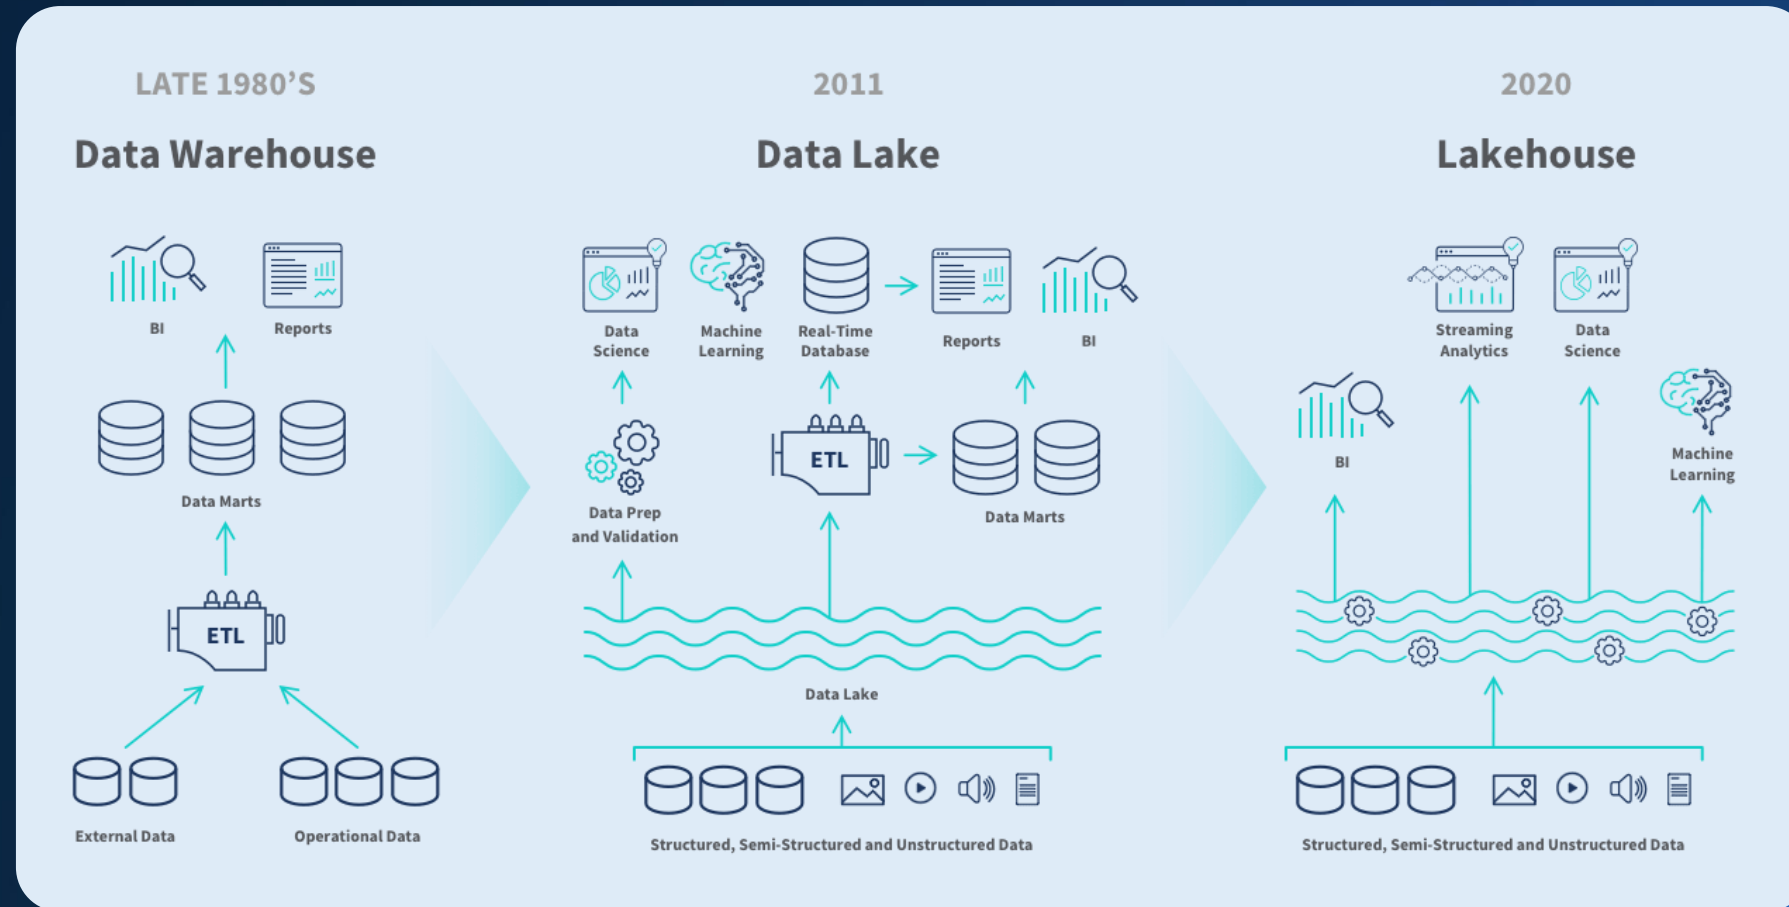 LATE 1980'S
Data Warehouse
BI
Reports
Data Marts
ETL
External Data
Operational Data
2011
Data Lake
Data
Science
Machine
Learning
Real-Time
Database
Reports
BI
Data Prep
and Validation
ETL
Data Marts
Data Lake
Structured, Semi-Structured and Unstructured Data
2020
Lakehouse
Streaming
Analytics
Data
Science
BI
Machine
Learning
Structured, Semi-Structured and Unstructured Data